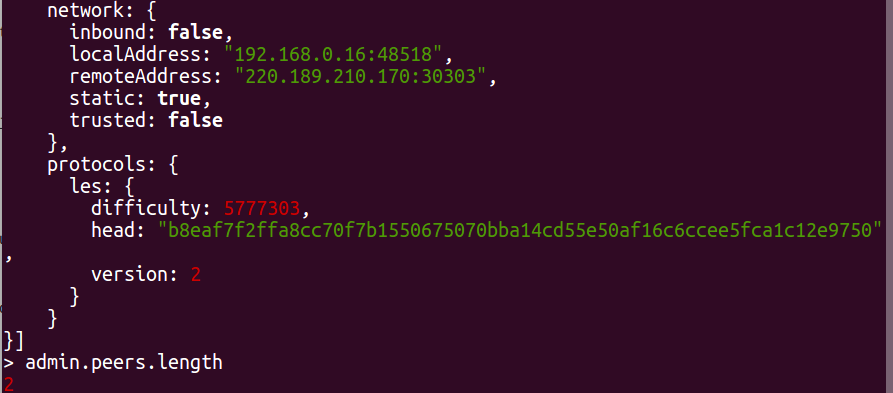 network: {
inbound: false,
localAddress: "192.168.0.16:48518",
remoteAddress: "220.189.210.170:30303",
static: true,
trusted: false
},
protocols: {
les: {
difficulty: 5777303,
head: "b8eaf7f2ffa8cc70f7b1550675070bba14cd55e50af16c6ccee5fca1c12e9750"
,
version: 2
}
}
}]
> admin.peers.length
2